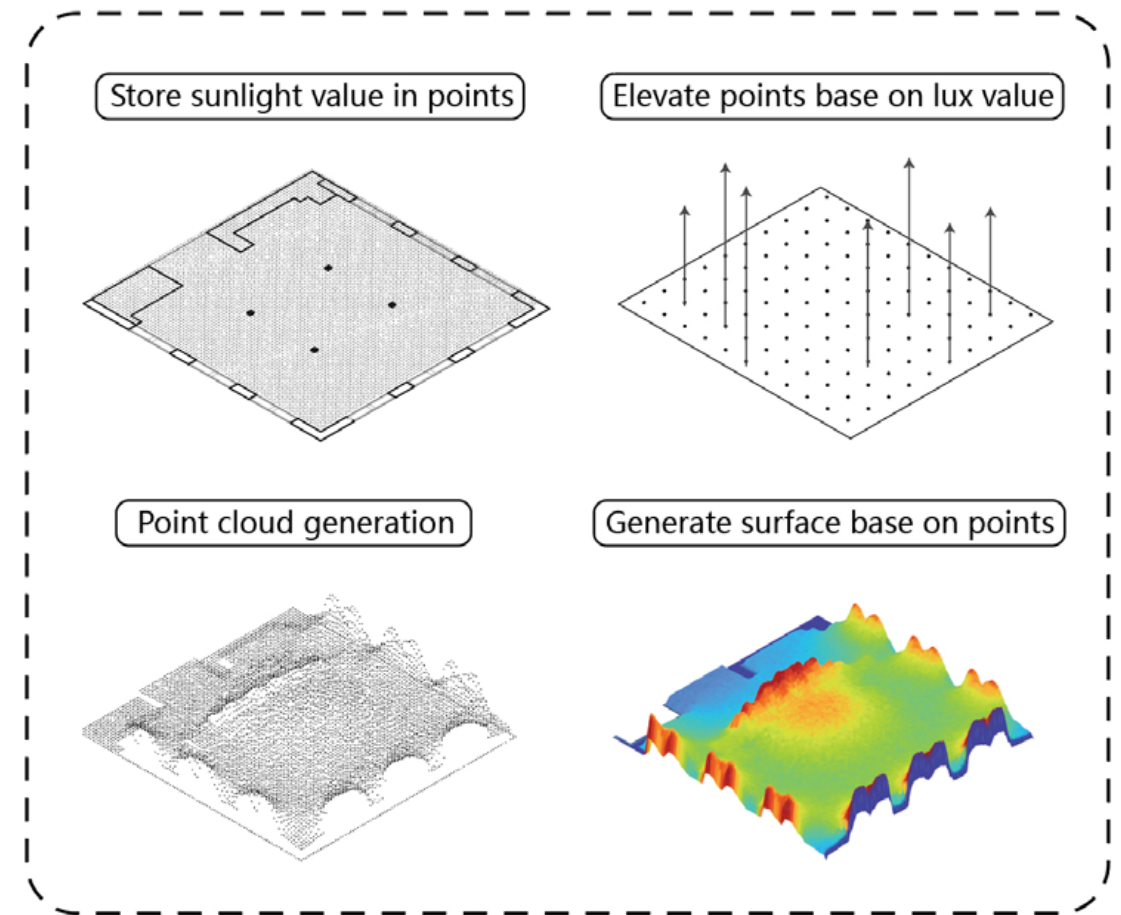 Store sunlight value in points
Elevate points base on lux value
Point cloud generation
Generate surface base on points